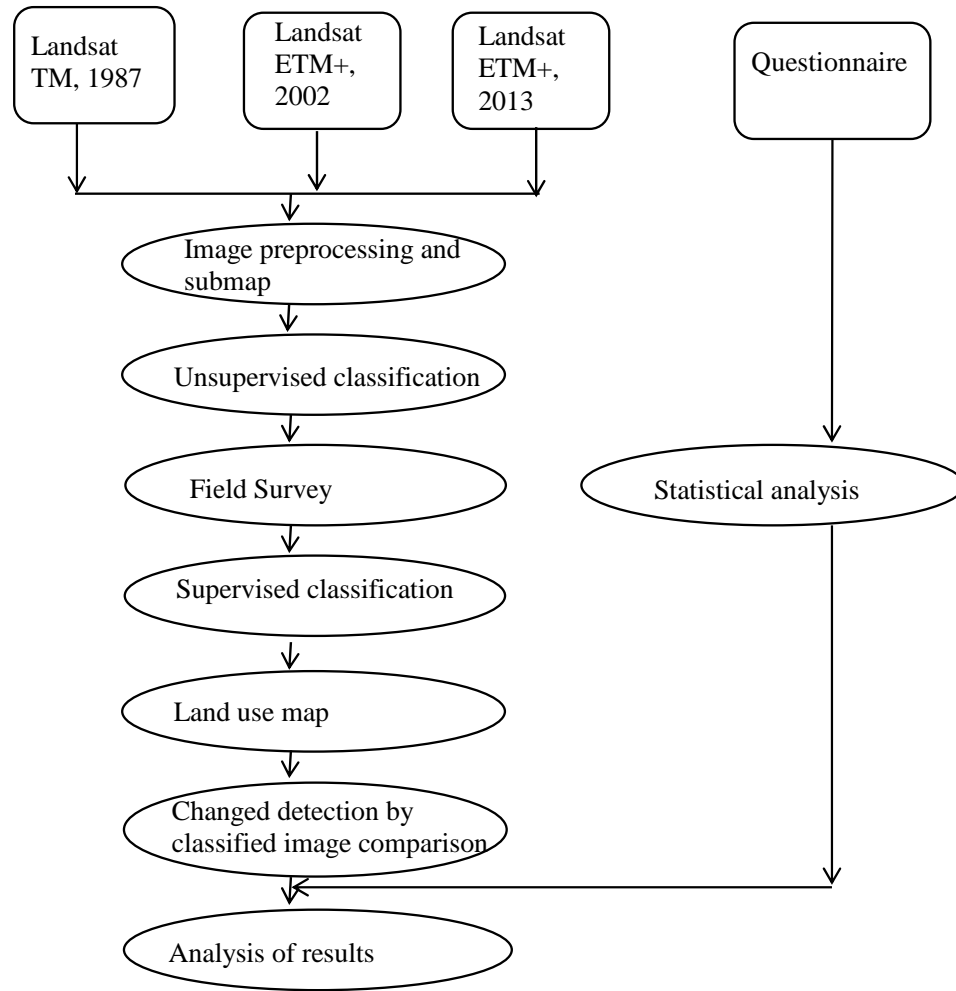 Landsat
TM, 1987
Landsat
ETM+,
2002
Landsat
ETM+,
2013
Questionnaire
Image preprocessing and
submap
Unsupervised classification
Field Survey
Statistical analysis
Supervised classification
Land use map
Changed detection by
classified image comparison
Analysis of results